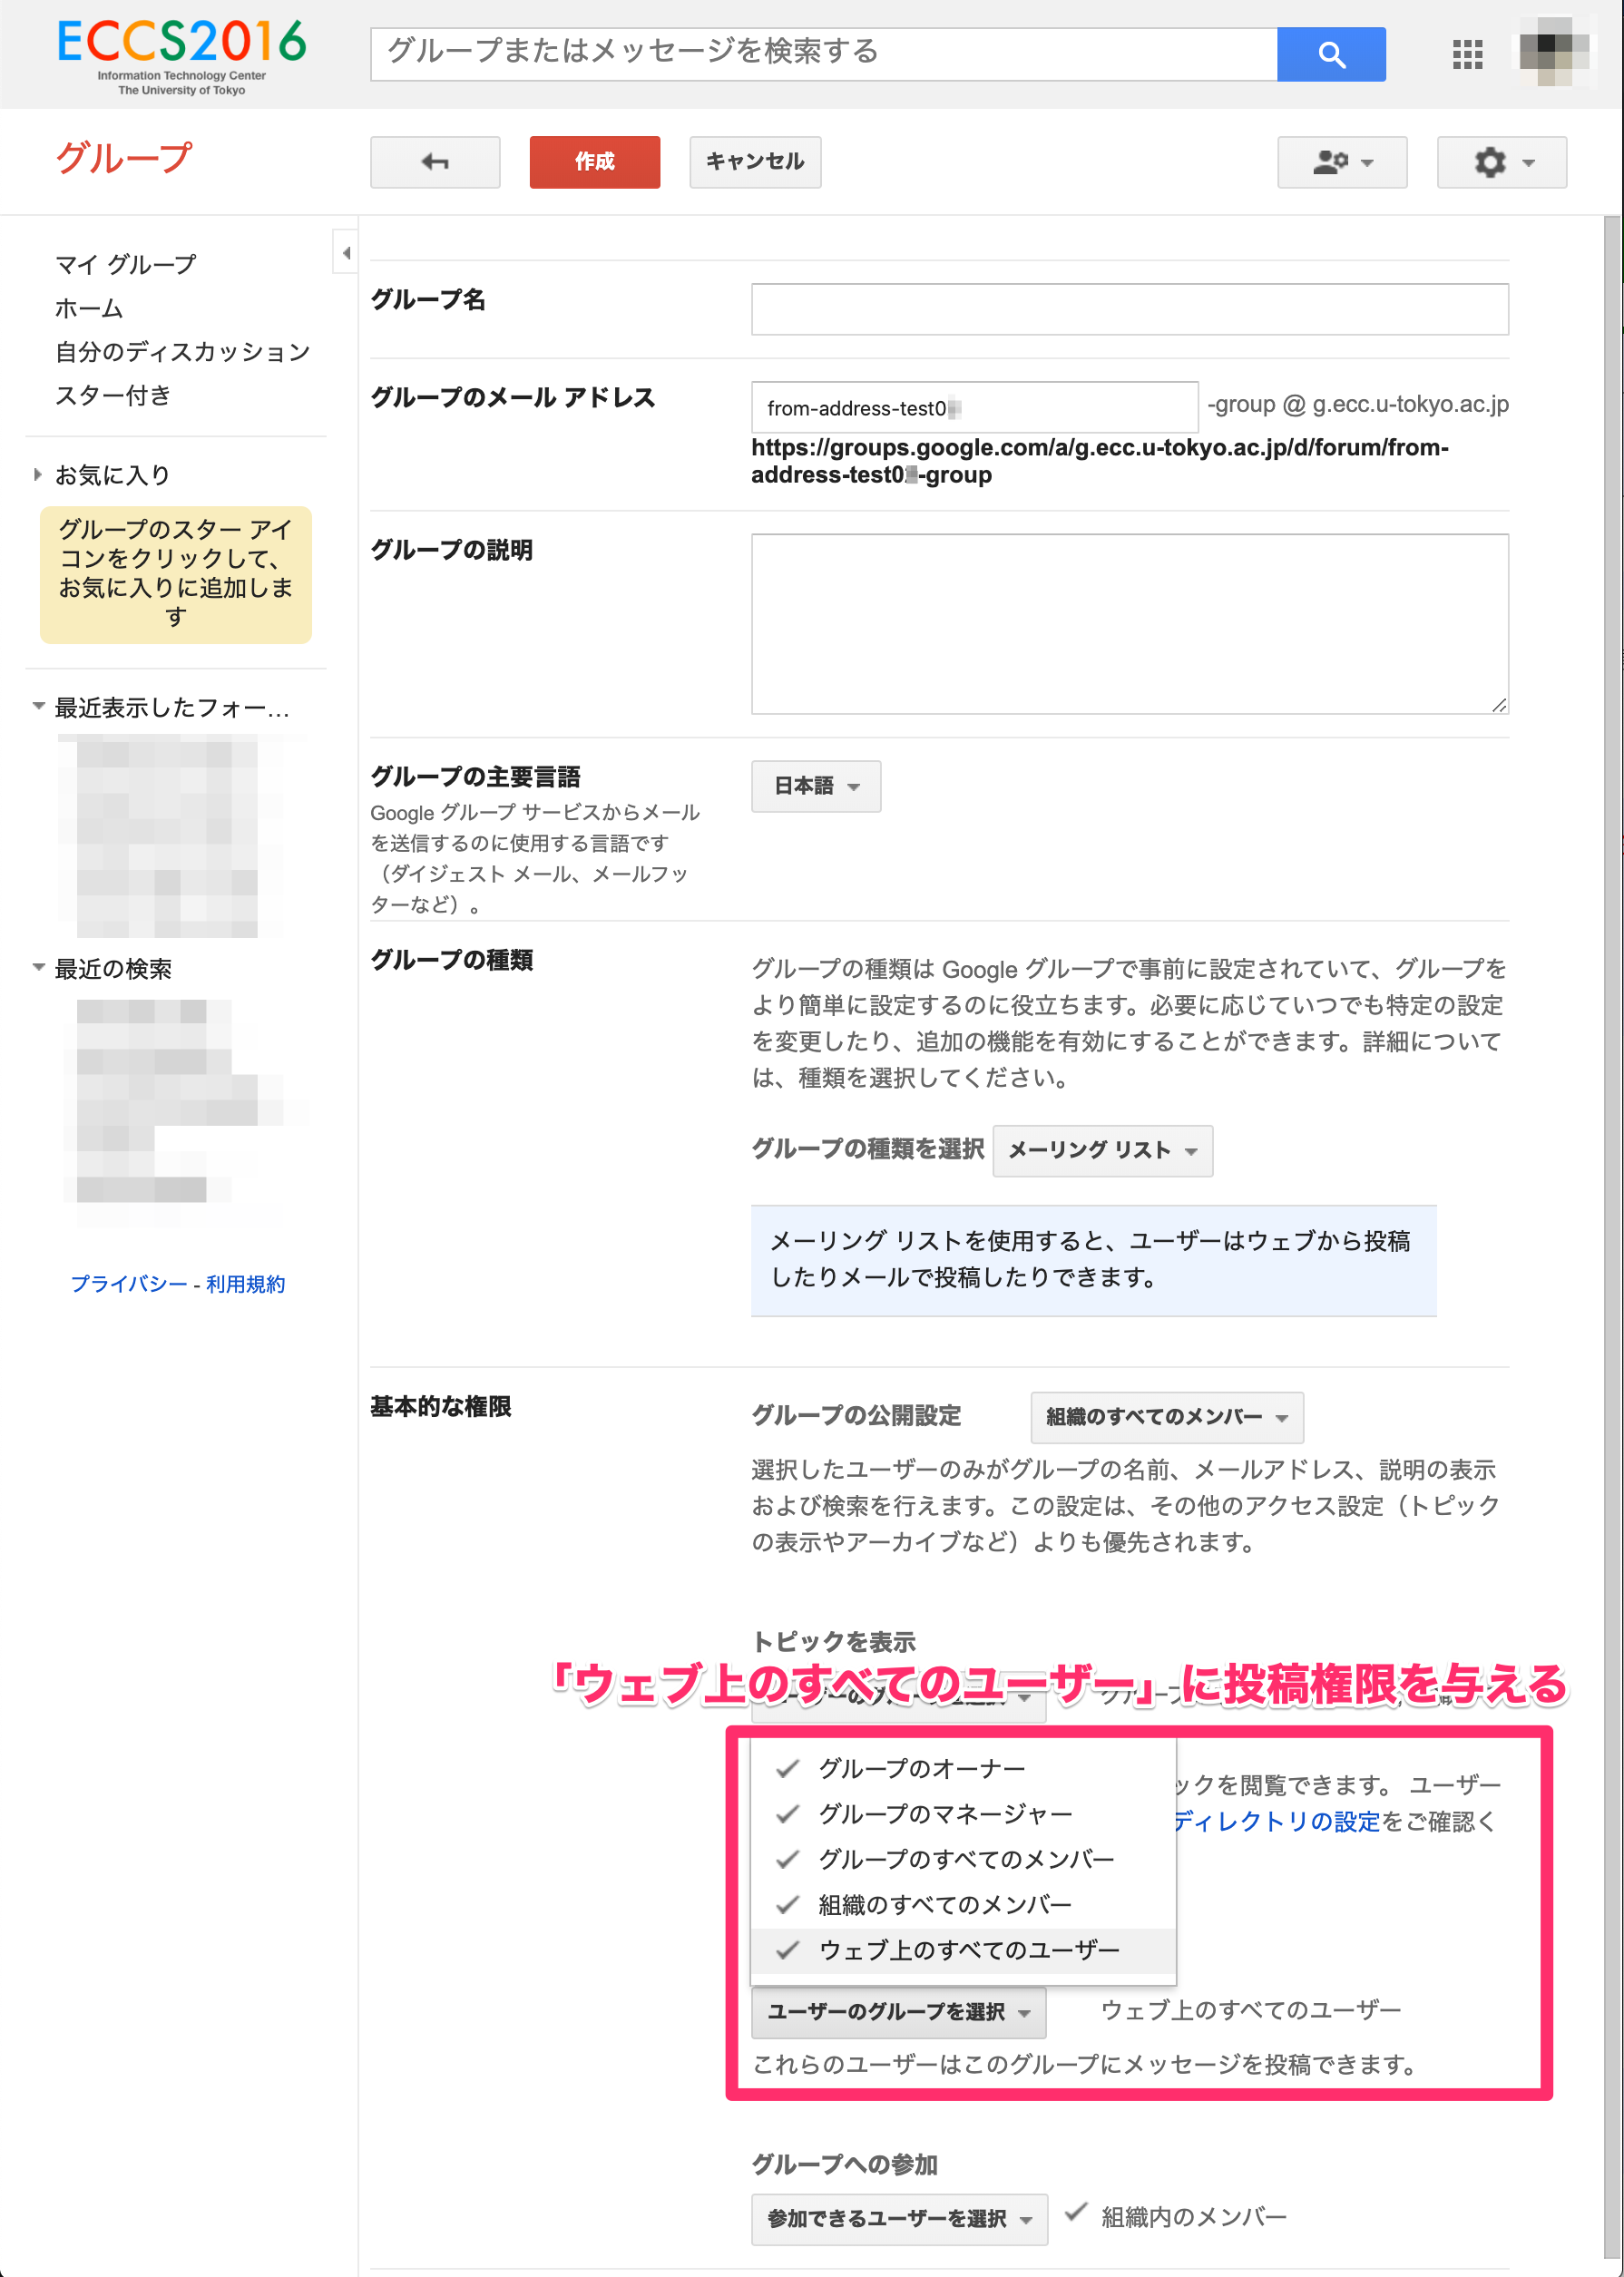 ECCS2016
Information Technology Center
The University of Tokyo
グループまたはメッセージを検索する
グループ
作成
キャンセル
マイ グループ
ホーム
自分のディスカッション
スター付き
お気に入り
グループのスター アイ
コンをクリックして、
お気に入りに追加しま
す
最近表示したフォー…
最近の検索
プライバシー - 利用規約
グループ名
グループのメール アドレス
from-address-test0
-group @ g.ecc.u-tokyo.ac.jp
https://groups.google.com/a/g.ecc.u-tokyo.ac.jp/d/forum/from-
address-test0 -group
グループの説明
グループの主要言語
Google グループ サービスからメール
を送信するのに使用する言語です
（ダイジェスト メール、メールフッ
ターなど）。
日本語
グループの種類
グループの種類は Google グループで事前に設定されていて、グループを
より簡単に設定するのに役立ちます。必要に応じていつでも特定の設定
を変更したり、追加の機能を有効にすることができます。詳細について
は、種類を選択してください。
グループの種類を選択
メーリング リスト
メーリング リストを使用すると、ユーザーはウェブから投稿
したりメールで投稿したりできます。
基本的な権限
グループの公開設定
組織のすべてのメンバー
選択したユーザーのみがグループの名前、メールアドレス、説明の表示
および検索を行えます。この設定は、その他のアクセス設定（トピック
の表示やアーカイブなど）よりも優先されます。
トピックを表示
「ウェブ上のすべてのユーザー」に投稿権限を与える
グループのオーナー
グループのマネージャー
グループのすべてのメンバー
組織のすべてのメンバー
ウェブ上のすべてのユーザー
ックを閲覧できます。 ユーザー
ディレクトリの設定をご確認く
ユーザーのグループを選択
ウェブ上のすべてのユーザー
これらのユーザーはこのグループにメッセージを投稿できます。
グループへの参加
参加できるユーザーを選択
組織内のメンバー